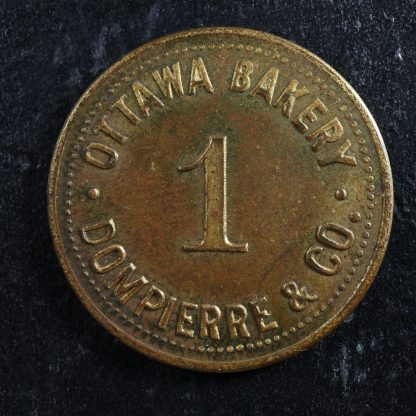 OTTAWA BAKERY
1
DOMPIERRE & CO.